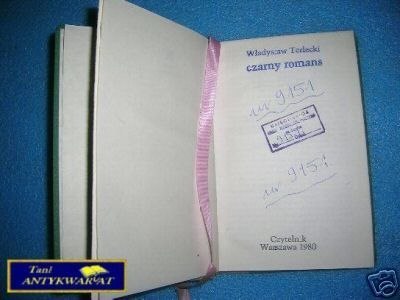 Władysław Terlecki
czarny romans
nr 9151
nr 9151
Czytelnik
Warszawa 1980
Tani
ANTYKWARIAT